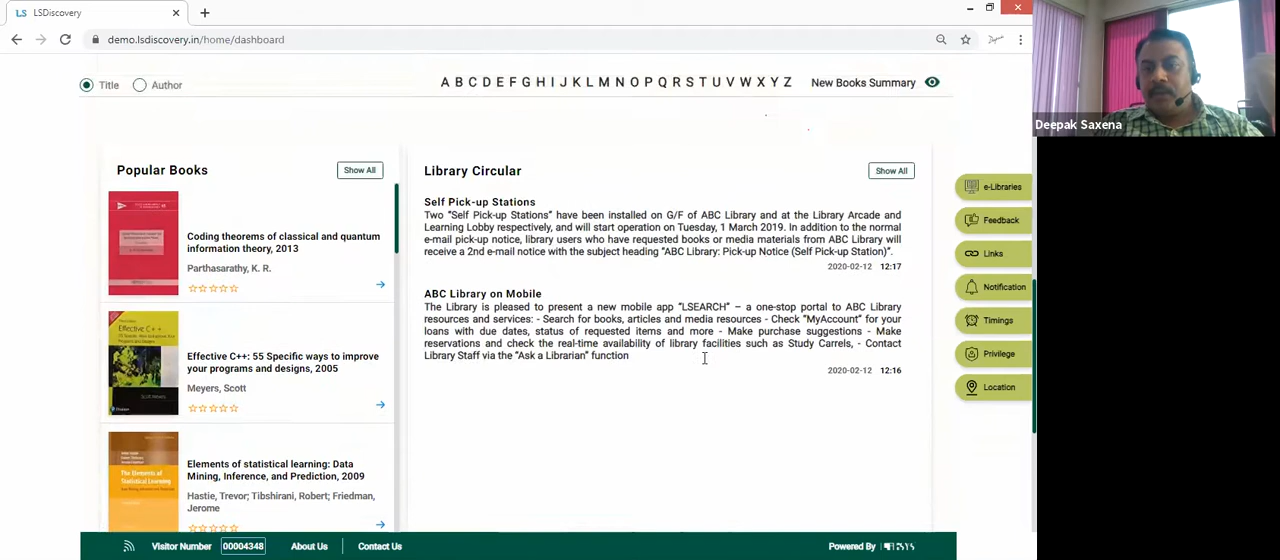 LS LSDiscovery
demo.lsdiscovery.in/home/dashboard
Title Author A B C D E F G H I J K L M N O P Q R S T U V W X Y Z New Books Summary
Popular Books Show All
Coding theorems of classical and quantum
information theory, 2013
Parthasarathy, K. R.
Effective C++
Effective C++: 55 Specific ways to improve
your programs and designs, 2005
Meyers, Scott
The Elements of
Statistical Learning
Elements of statistical learning: Data
Mining, Inference, and Prediction, 2009
Hastie, Trevor; Tibshirani, Robert; Friedman,
Jerome
Library Circular Show All
Self Pick-up Stations
Two “Self Pick-up Stations” have been installed on G/F of ABC Library and at the Library Arcade and
Learning Lobby respectively, and will start operation on Tuesday, 1 March 2019. In addition to the normal
e-mail pick-up notice, library users who have requested books or media materials from ABC Library will
receive a 2nd e-mail notice with the subject heading “ABC Library: Pick-up Notice (Self Pick-up Station)”.
2020-02-12 12:17
ABC Library on Mobile
The Library is pleased to present a new mobile app “LSEARCH” – a one-stop portal to ABC Library
resources and services: - Search for books, articles and media resources - Check “MyAccount” for your
loans with due dates, status of requested items and more - Make purchase suggestions - Make
reservations and check the real-time availability of library facilities such as Study Carrels, - Contact
Library Staff via the “Ask a Librarian” function
2020-02-12 12:16
e-Libraries
Feedback
Links
Notification
Timings
Privilege
Location
Visitor Number 00004348 About Us Contact Us Powered By
Deepak Saxena